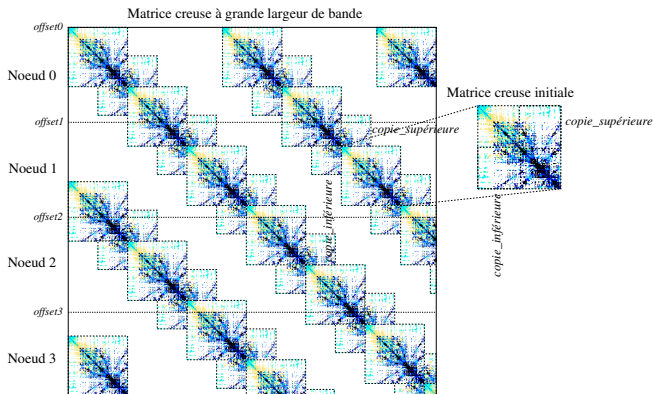 Matrice creuse à grande largeur de bande
offset0
Noeud 0
Matrice creuse initiale
offset1
copie_supérieure
copie_supérieure
Noeud 1
offset2
copie_inférieure
copie_inférieure
Noeud 2
offset3
Noeud 3